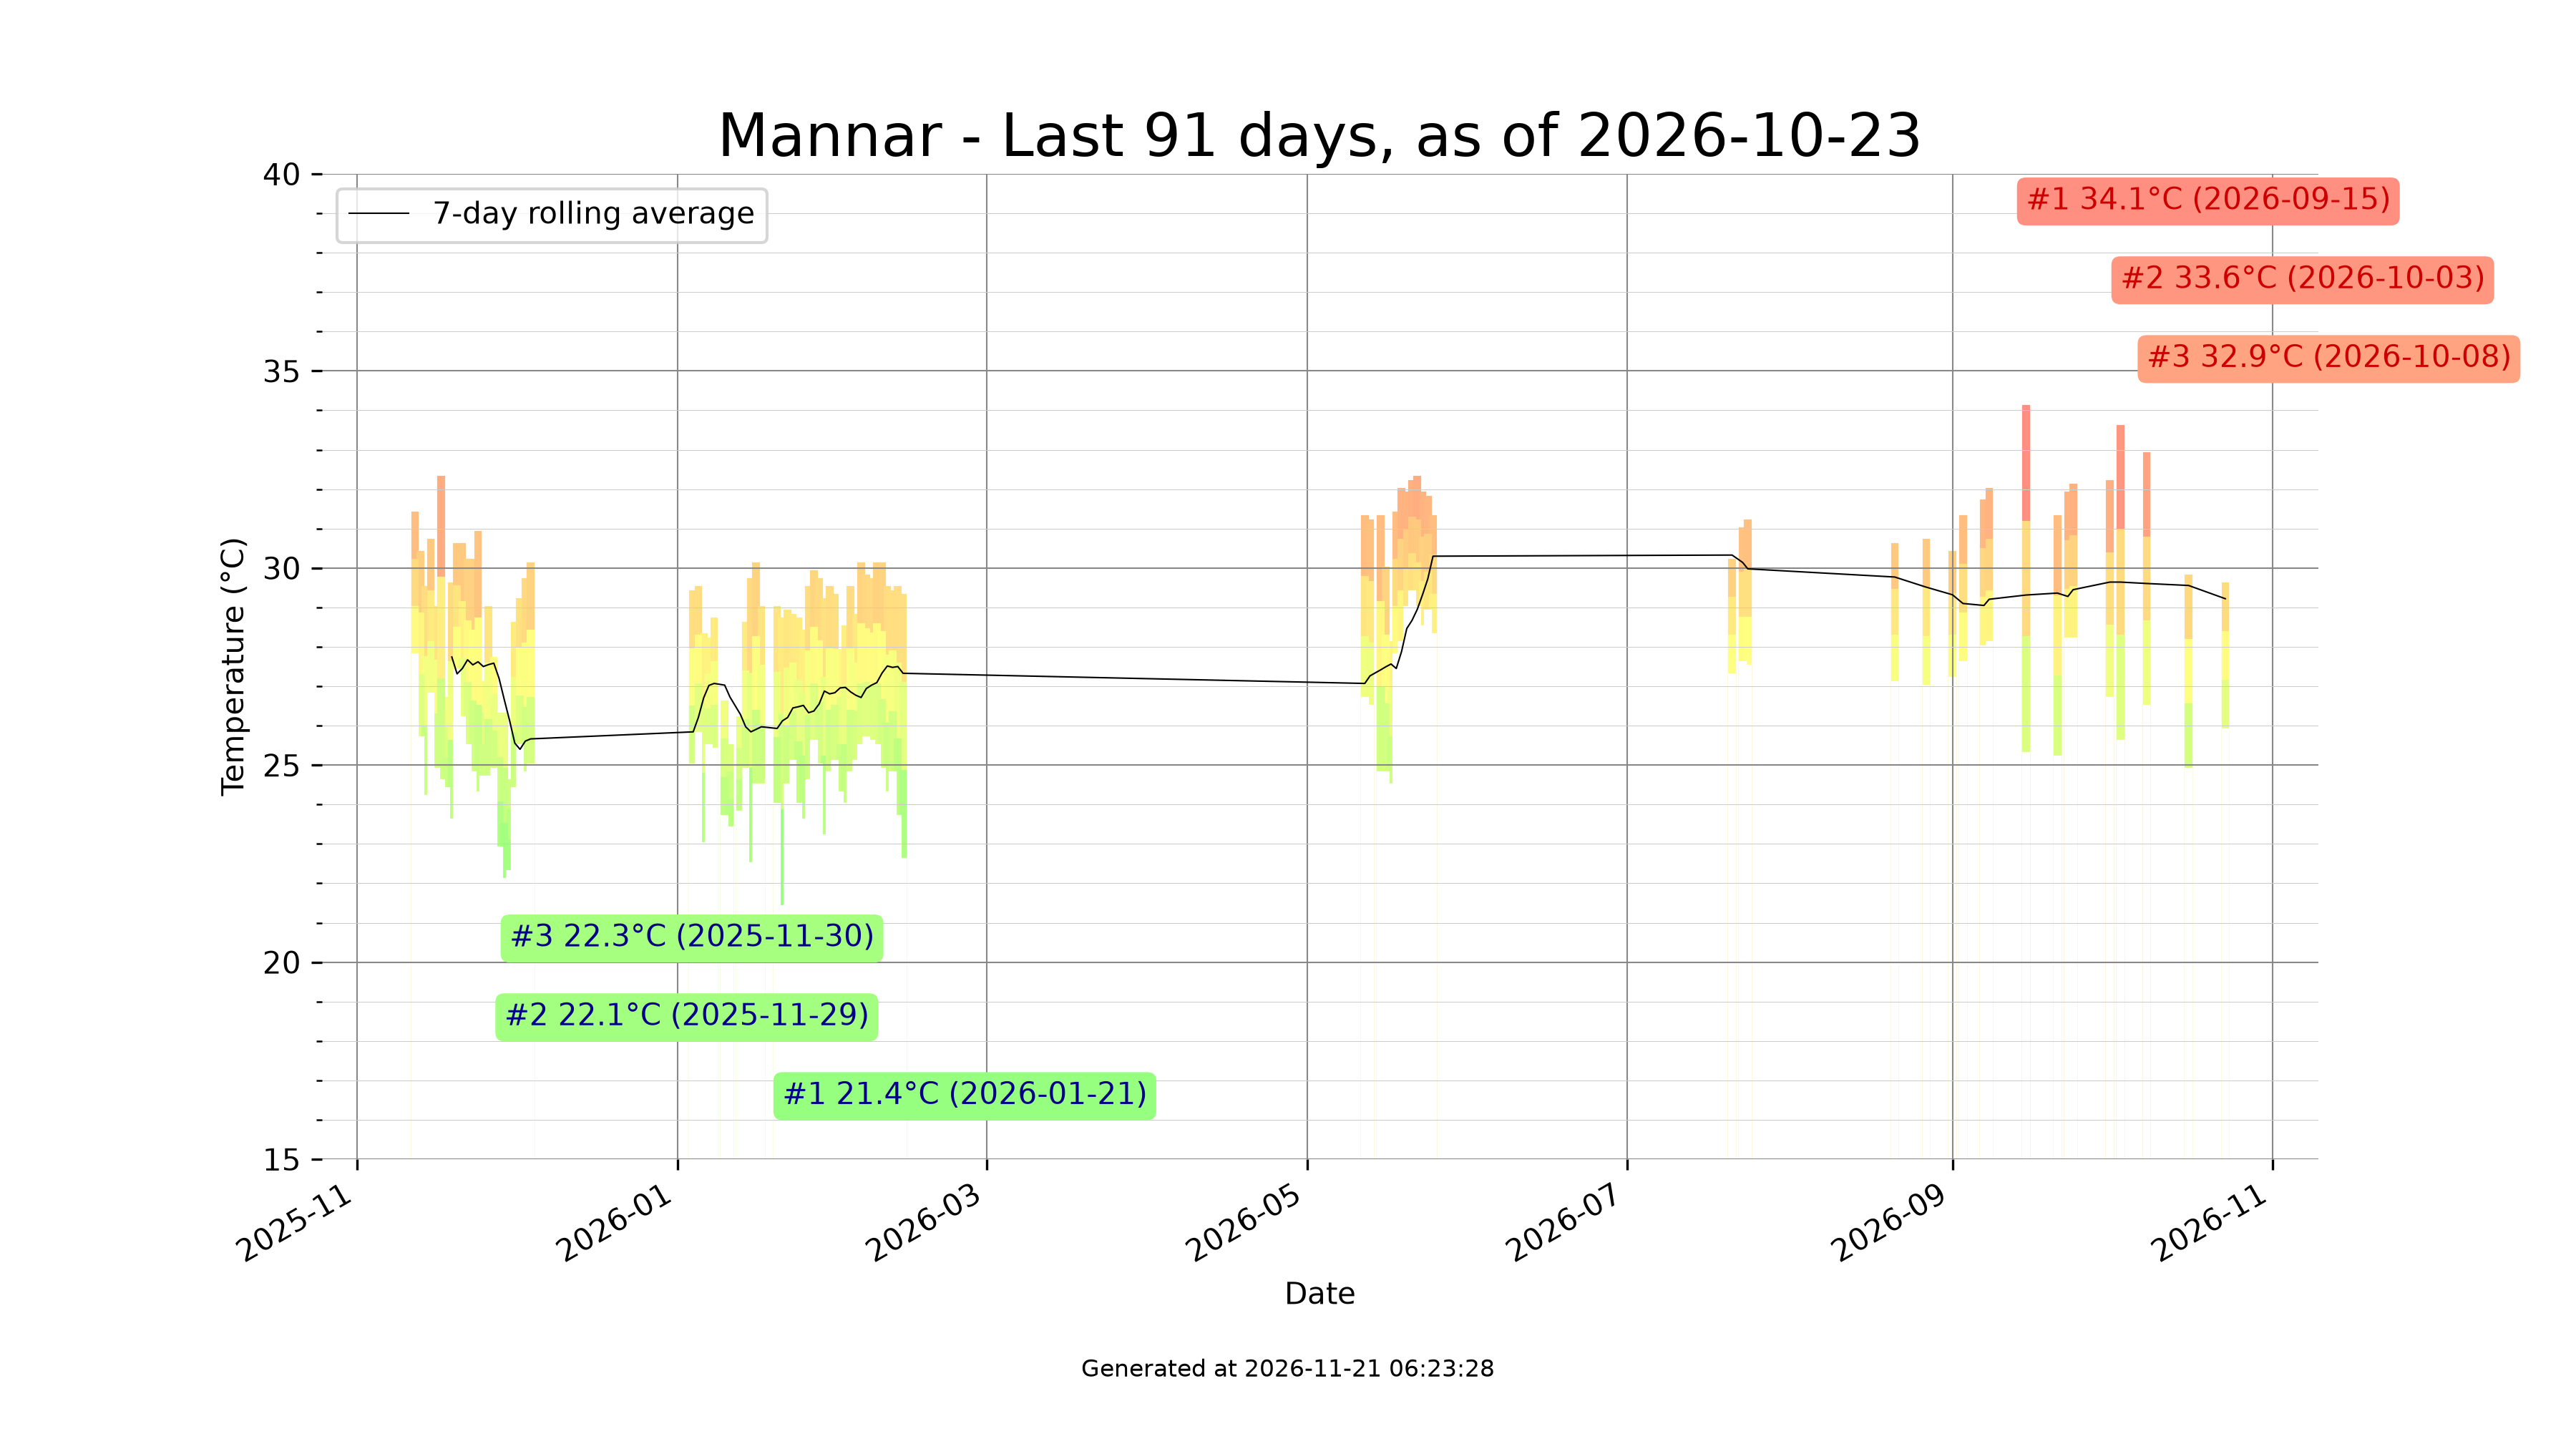 Mannar - Last 91 days, as of 2026-10-23
7-day rolling average
#1 34.1°C (2026-09-15)
#2 33.6°C (2026-10-03)
#3 32.9°C (2026-10-08)
40
35
30
25
20
15
Temperature (°C)
#3 22.3°C (2025-11-30)
#2 22.1°C (2025-11-29)
#1 21.4°C (2026-01-21)
2025-11
2026-01
2026-03
2026-05
2026-07
2026-09
2026-11
Date
Generated at 2026-11-21 06:23:28